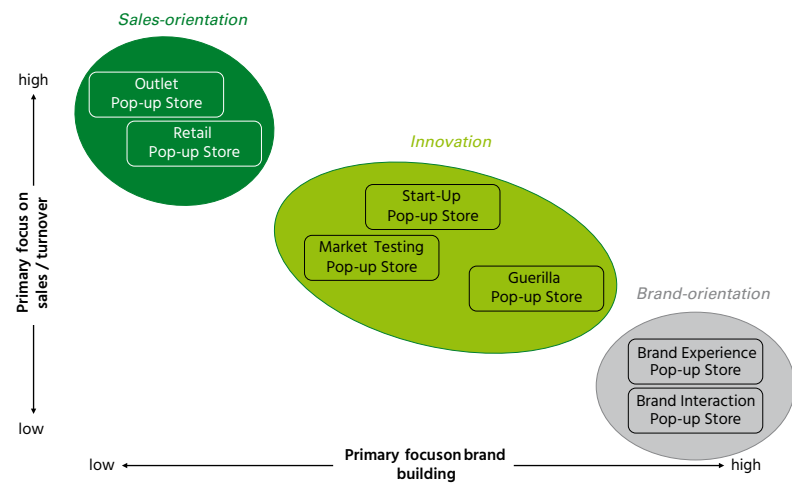 Sales-orientation
high
Outlet
Pop-up Store
Retail
Pop-up Store
Innovation
Start-Up
Pop-up Store
Market Testing
Pop-up Store
Guerilla
Pop-up Store
Primary focus on
sales / turnover
Brand-orientation
Brand Experience
Pop-up Store
Brand Interaction
Pop-up Store
low
low
Primary focuson brand
building
high